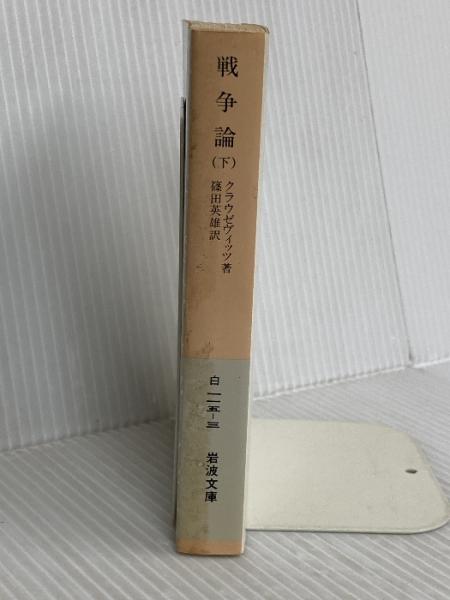 戦争論(下)
クラウゼヴィッツ著
篠田英雄訳
白一一五-三
岩波文庫